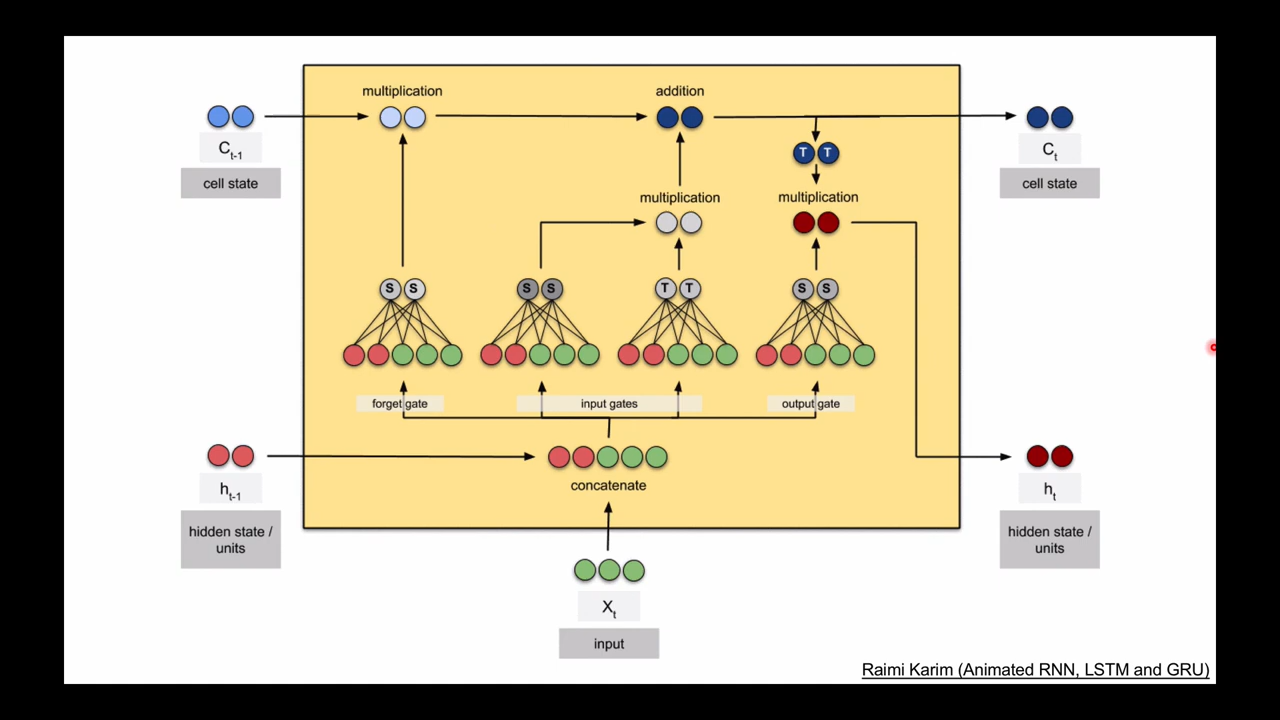 multiplication
addition
C t-1
cell state
T T
C t
cell state
multiplication
multiplication
S S
S S
T T
S S
forget gate
input gates
output gate
h t-1
hidden state /
units
concatenate
h t
hidden state /
units
X t
input
Raimi Karim (Animated RNN, LSTM and GRU)